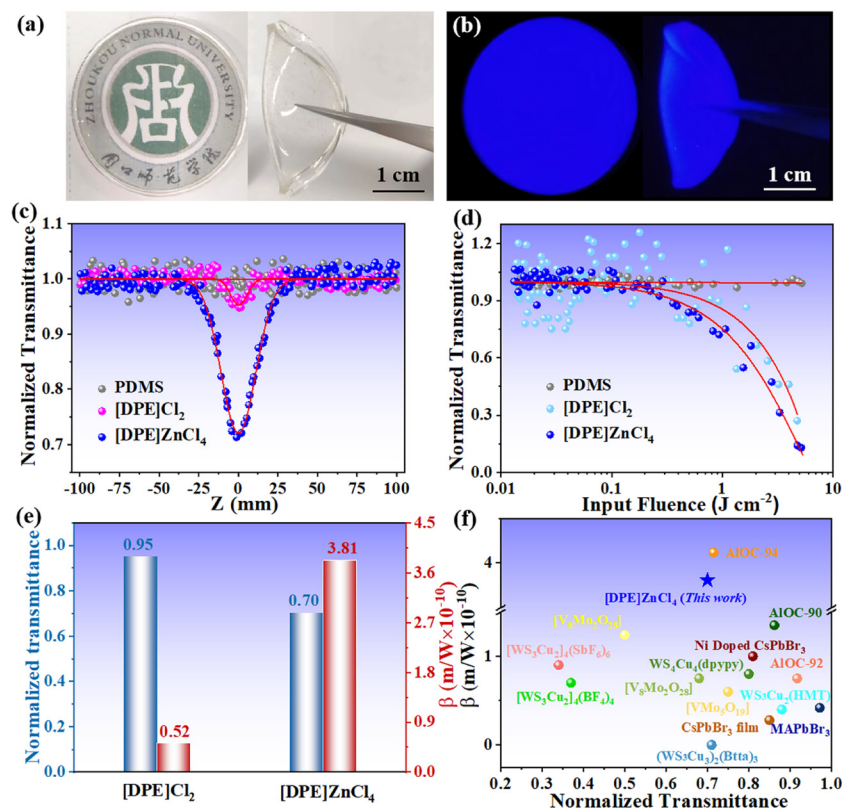 (a)
ZHOUKOU NORMAL UNIVERSITY
周口师范学院
1 cm
(b)
1 cm
(c)
Normalized Transmittance
1.1
1.0
0.9
0.8
0.7
PDMS
[DPE]Cl2
[DPE]ZnCl4
-100 -75 -50 -25 0 25 50 75 100
Z (mm)
(d)
Normalized Transmittance
1.2
0.9
0.6
0.3
0.0
PDMS
[DPE]Cl2
[DPE]ZnCl4
0.01 0.1 1 10
Input Fluence (J cm-2)
(e)
Normalized transmittance
1.0
0.8
0.6
0.4
0.2
0.0
0.95
0.52
0.70
3.81
[DPE]Cl2 [DPE]ZnCl4
4.5
3.6
2.7
1.8
0.9
0.0
β (m/W×10-10)
(f)
β (m/W×10-10)
4
1
0
AlOC-94
[DPE]ZnCl4 (This work)
AlOC-90
Ni Doped CsPbBr3
[WS3Cu2]4(SbF6)6
WS4Cu4(dpypy)
AlOC-92
[WS3Cu2]4(BF4)4
[V8Mo2O28]
WS3Cu2(HMT)
[VMo5O19]
CsPbBr3 film
MAPbBr3
(WS3Cu3)2(Btta)3
0.2 0.3 0.4 0.5 0.6 0.7 0.8 0.9 1.0
Normalized Transmittance